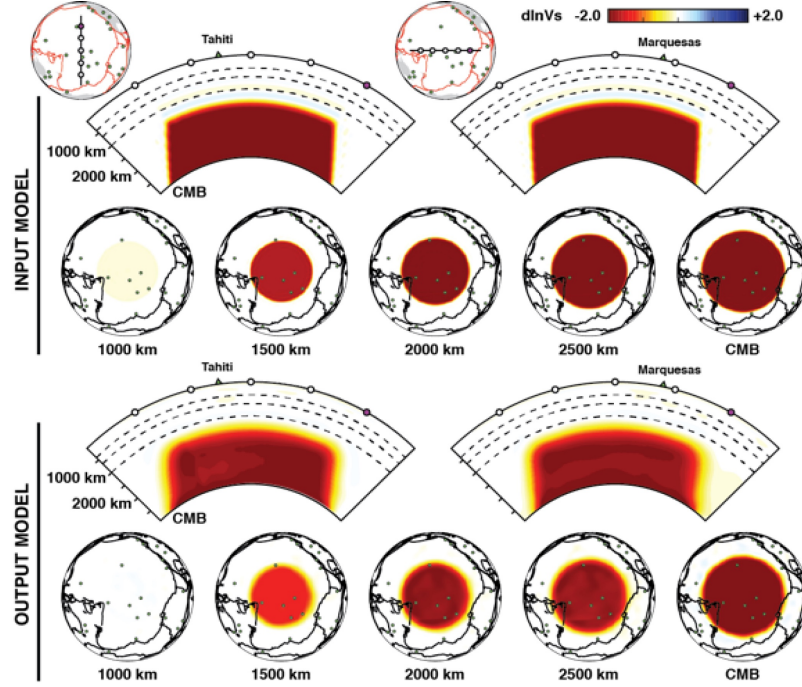 dlnVs -2.0 +2.0
Tahiti
Marquesas
INPUT MODEL
1000 km
2000 km
CMB
1000 km 1500 km 2000 km 2500 km CMB
Tahiti
Marquesas
OUTPUT MODEL
1000 km
2000 km
CMB
1000 km 1500 km 2000 km 2500 km CMB